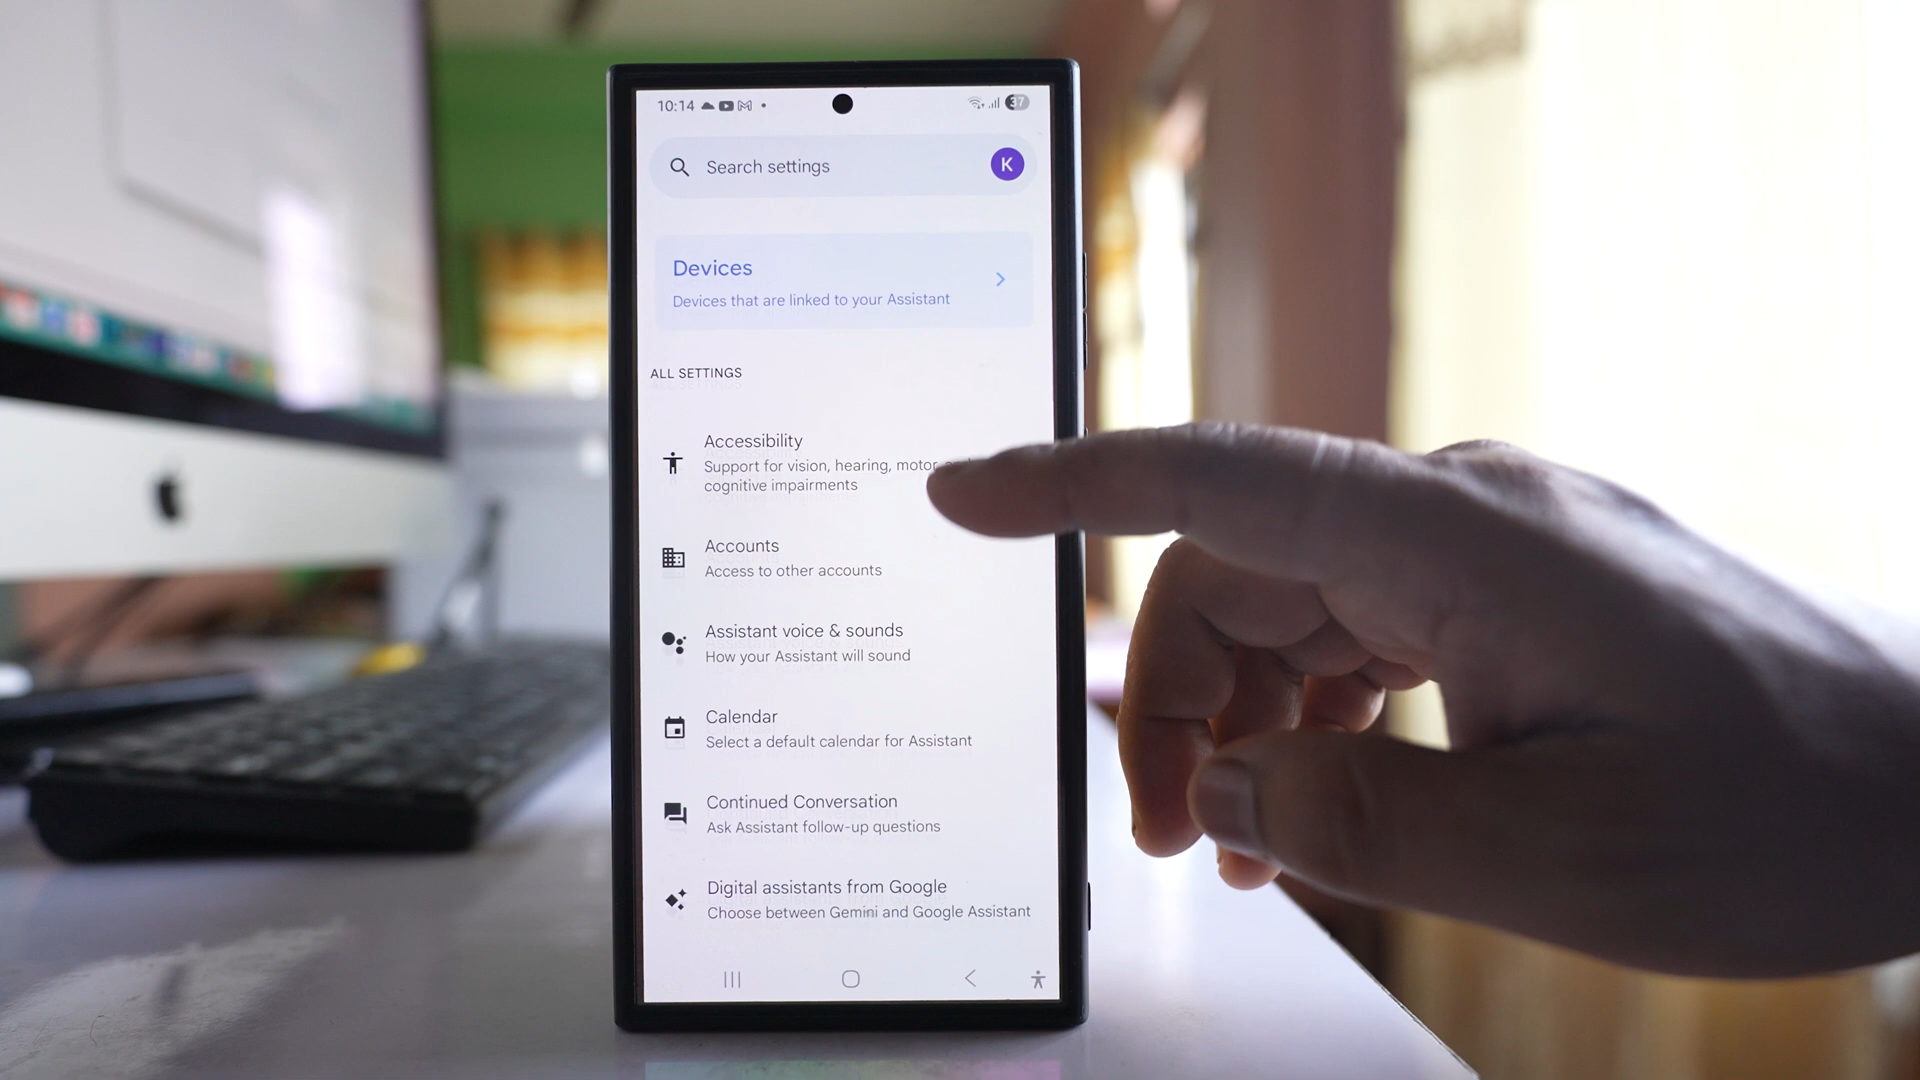 10:14
37
Search settings
K
Devices
Devices that are linked to your Assistant
ALL SETTINGS
Accessibility
Support for vision, hearing, motor
cognitive impairments
Accounts
Access to other accounts
Assistant voice & sounds
How your Assistant will sound
Calendar
Select a default calendar for Assistant
Continued Conversation
Ask Assistant follow-up questions
Digital assistants from Google
Choose between Gemini and Google Assistant